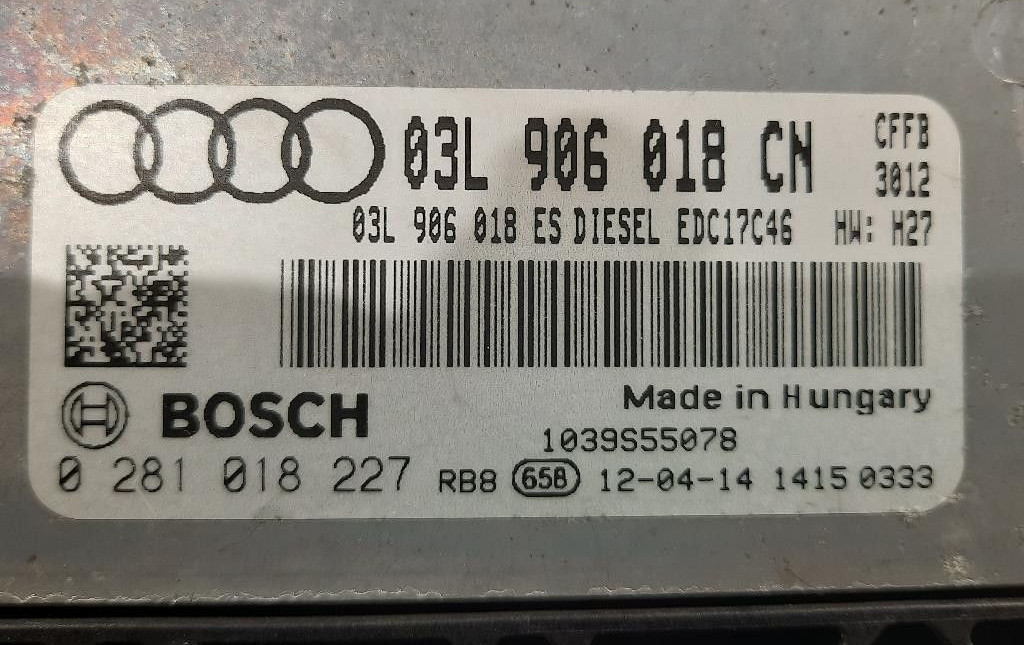 03L 906 018 CN CFFB
3012
03L 906 018 ES DIESEL EDC17C46 HW: H27
BOSCH
Made in Hungary
1039S55078
0 281 018 227 RB8 658 12-04-14 1415 0333